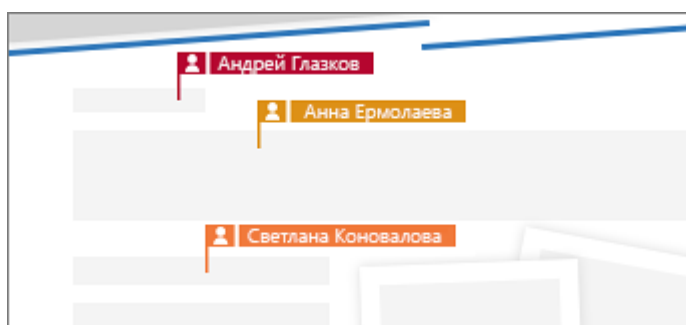 Андрей Глазков
Анна Ермолаева
Светлана Коновалова